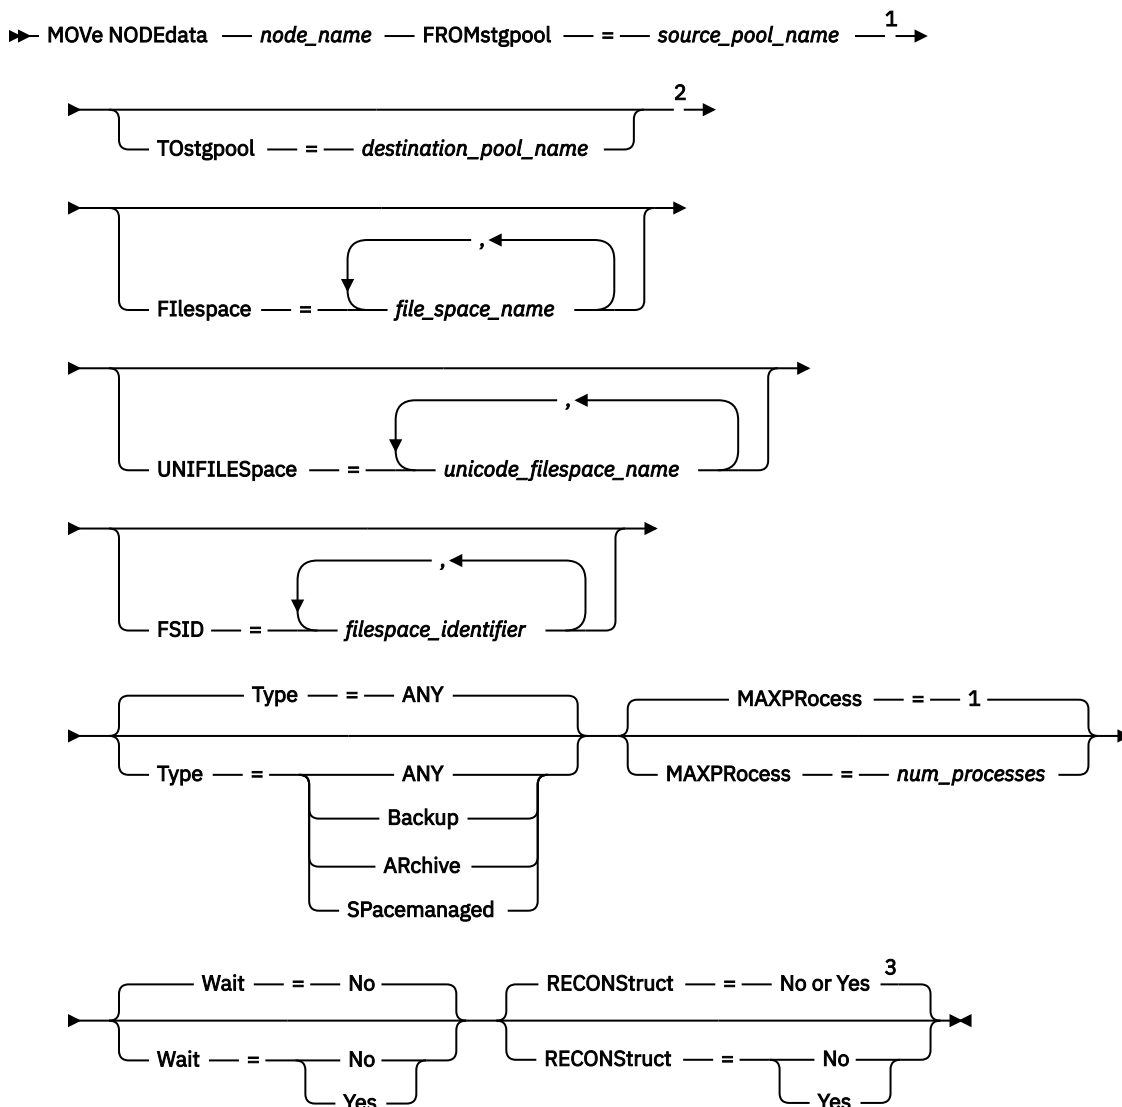 MOVe NODEdata node_name FROMstgpool = source_pool_name 1
2
TOstgpool = destination_pool_name
,
FIlespace = file_space_name
,
UNIFILESpace = unicode_filespace_name
,
FSID = filespace_identifier
Type = ANY MAXPRocess = 1
Type = ANY MAXPRocess = num_processes
Backup
ARchive
SPacemanaged
Wait = No RECONStruct = No or Yes 3
Wait = No RECONStruct = No
Yes Yes